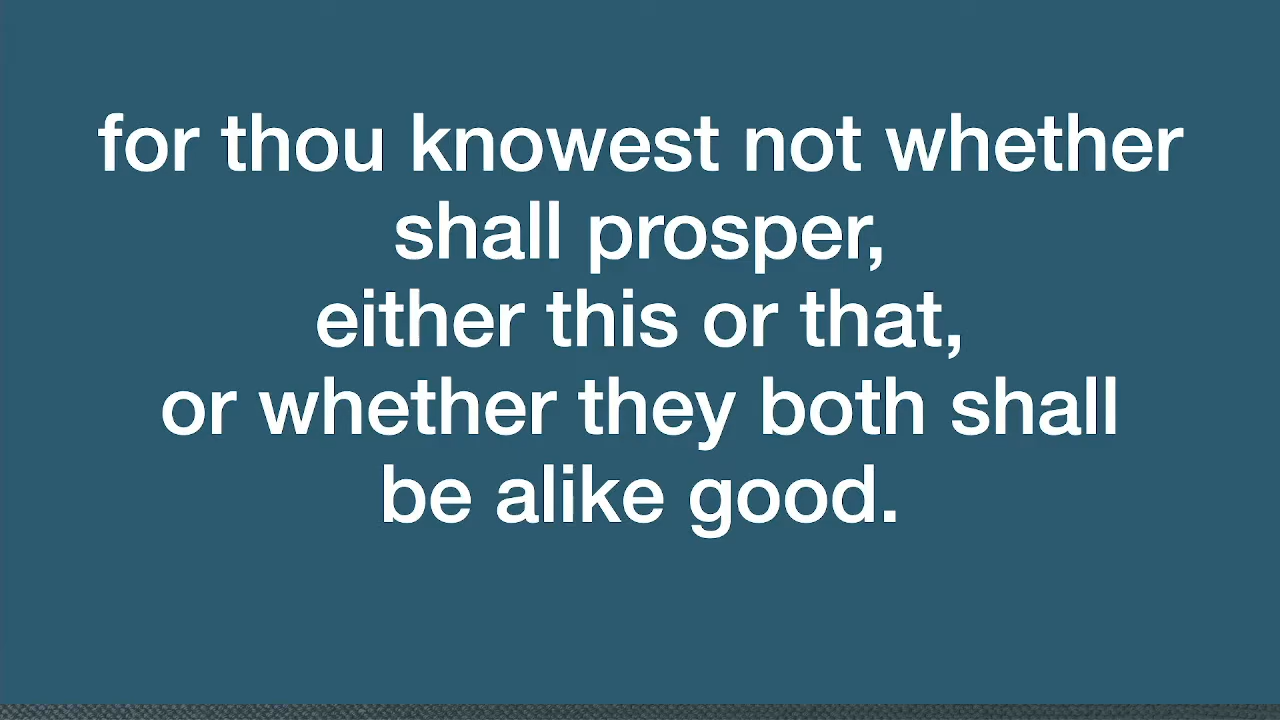 for thou knowest not whether
shall prosper,
either this or that,
or whether they both shall
be alike good.